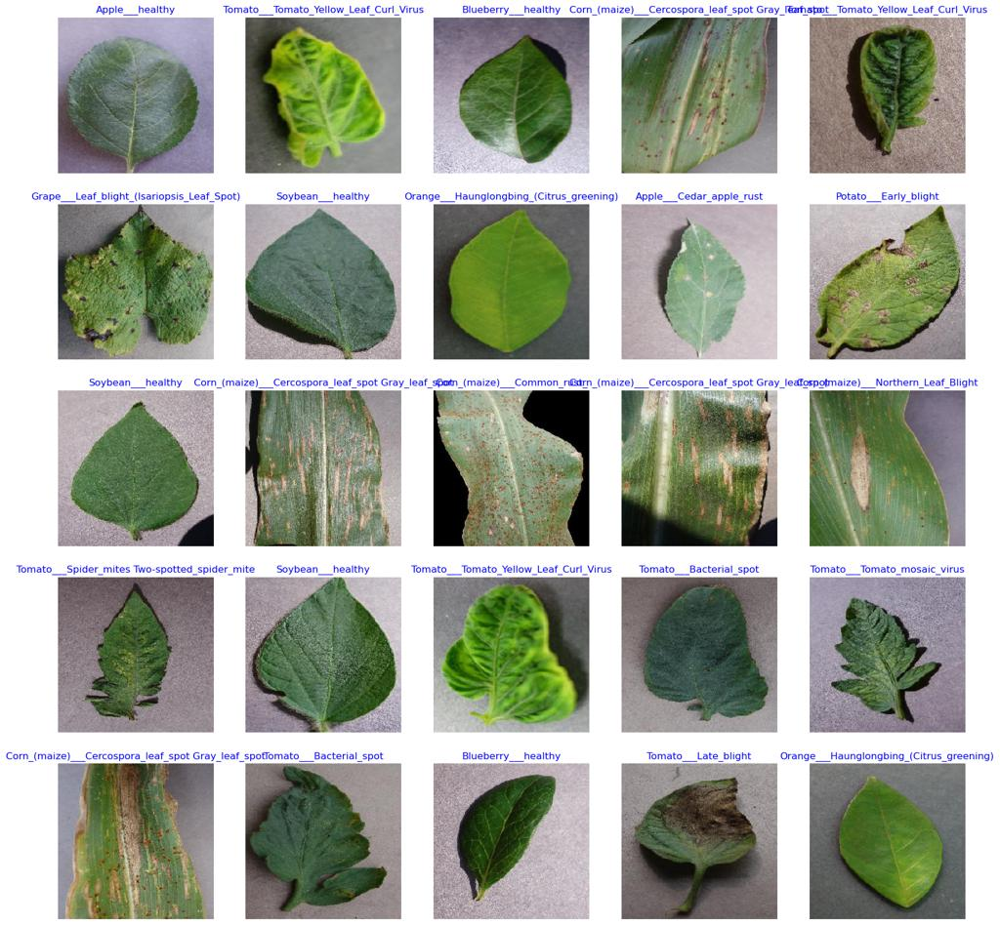 Apple___healthy
Tomato___Tomato_Yellow_Leaf_Curl_Virus
Blueberry___healthy
Corn_(maize)___Cercospora_leaf_spot Gray_leaf_spot
Tomato___Tomato_Yellow_Leaf_Curl_Virus
Grape___Leaf_blight_(Isariopsis_Leaf_Spot)
Soybean___healthy
Orange___Haunglongbing_(Citrus_greening)
Apple___Cedar_apple_rust
Potato___Early_blight
Soybean___healthy
Corn_(maize)___Cercospora_leaf_spot Gray_leaf_spot
Corn_(maize)___Common_rust_
Corn_(maize)___Cercospora_leaf_spot Gray_leaf_spot
Corn_(maize)___Northern_Leaf_Blight
Tomato___Spider_mites Two-spotted_spider_mite
Soybean___healthy
Tomato___Tomato_Yellow_Leaf_Curl_Virus
Tomato___Bacterial_spot
Tomato___Tomato_mosaic_virus
Corn_(maize)___Cercospora_leaf_spot Gray_leaf_spot
Tomato___Bacterial_spot
Blueberry___healthy
Tomato___Late_blight
Orange___Haunglongbing_(Citrus_greening)